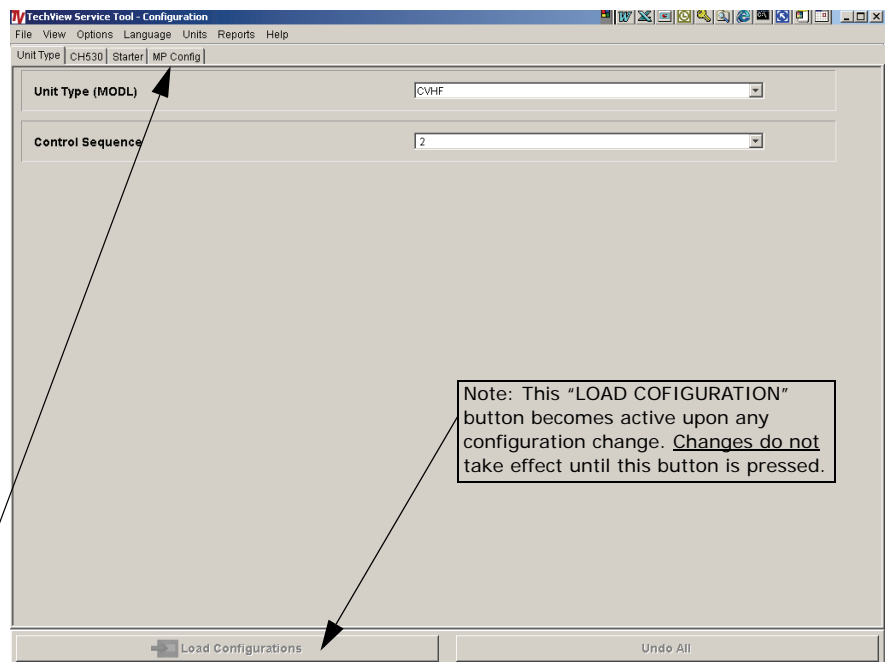 TechView Service Tool - Configuration
File View Options Language Units Reports Help
Unit Type CH530 Starter MP Config
Unit Type (MODL) CVHF
Control Sequence 2
Note: This “LOAD COFIGURATION”
button becomes active upon any
configuration change. Changes do not
take effect until this button is pressed.
Load Configurations Undo All